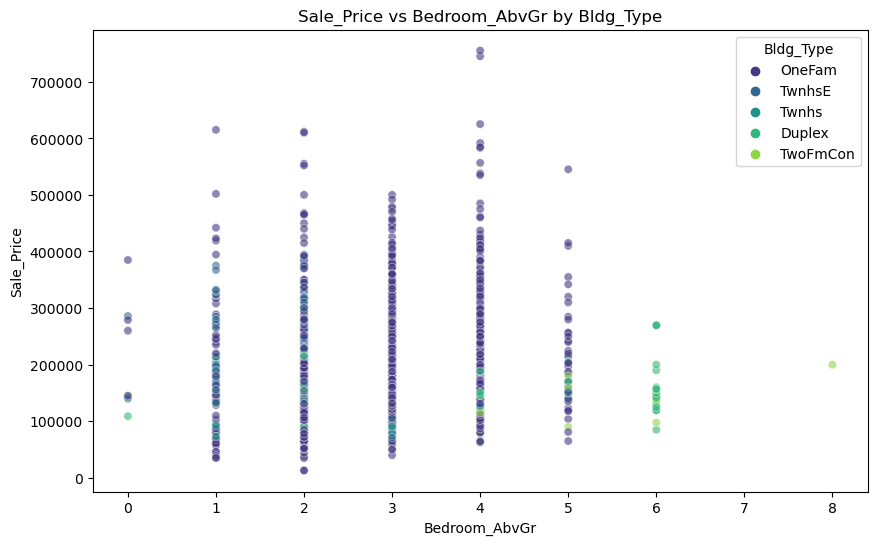 Sale_Price vs Bedroom_AbvGr by Bldg_Type
Bldg_Type
OneFam
TwnhsE
Twnhs
Duplex
TwoFmCon
Sale_Price
700000
600000
500000
400000
300000
200000
100000
0
0 1 2 3 4 5 6 7 8
Bedroom_AbvGr